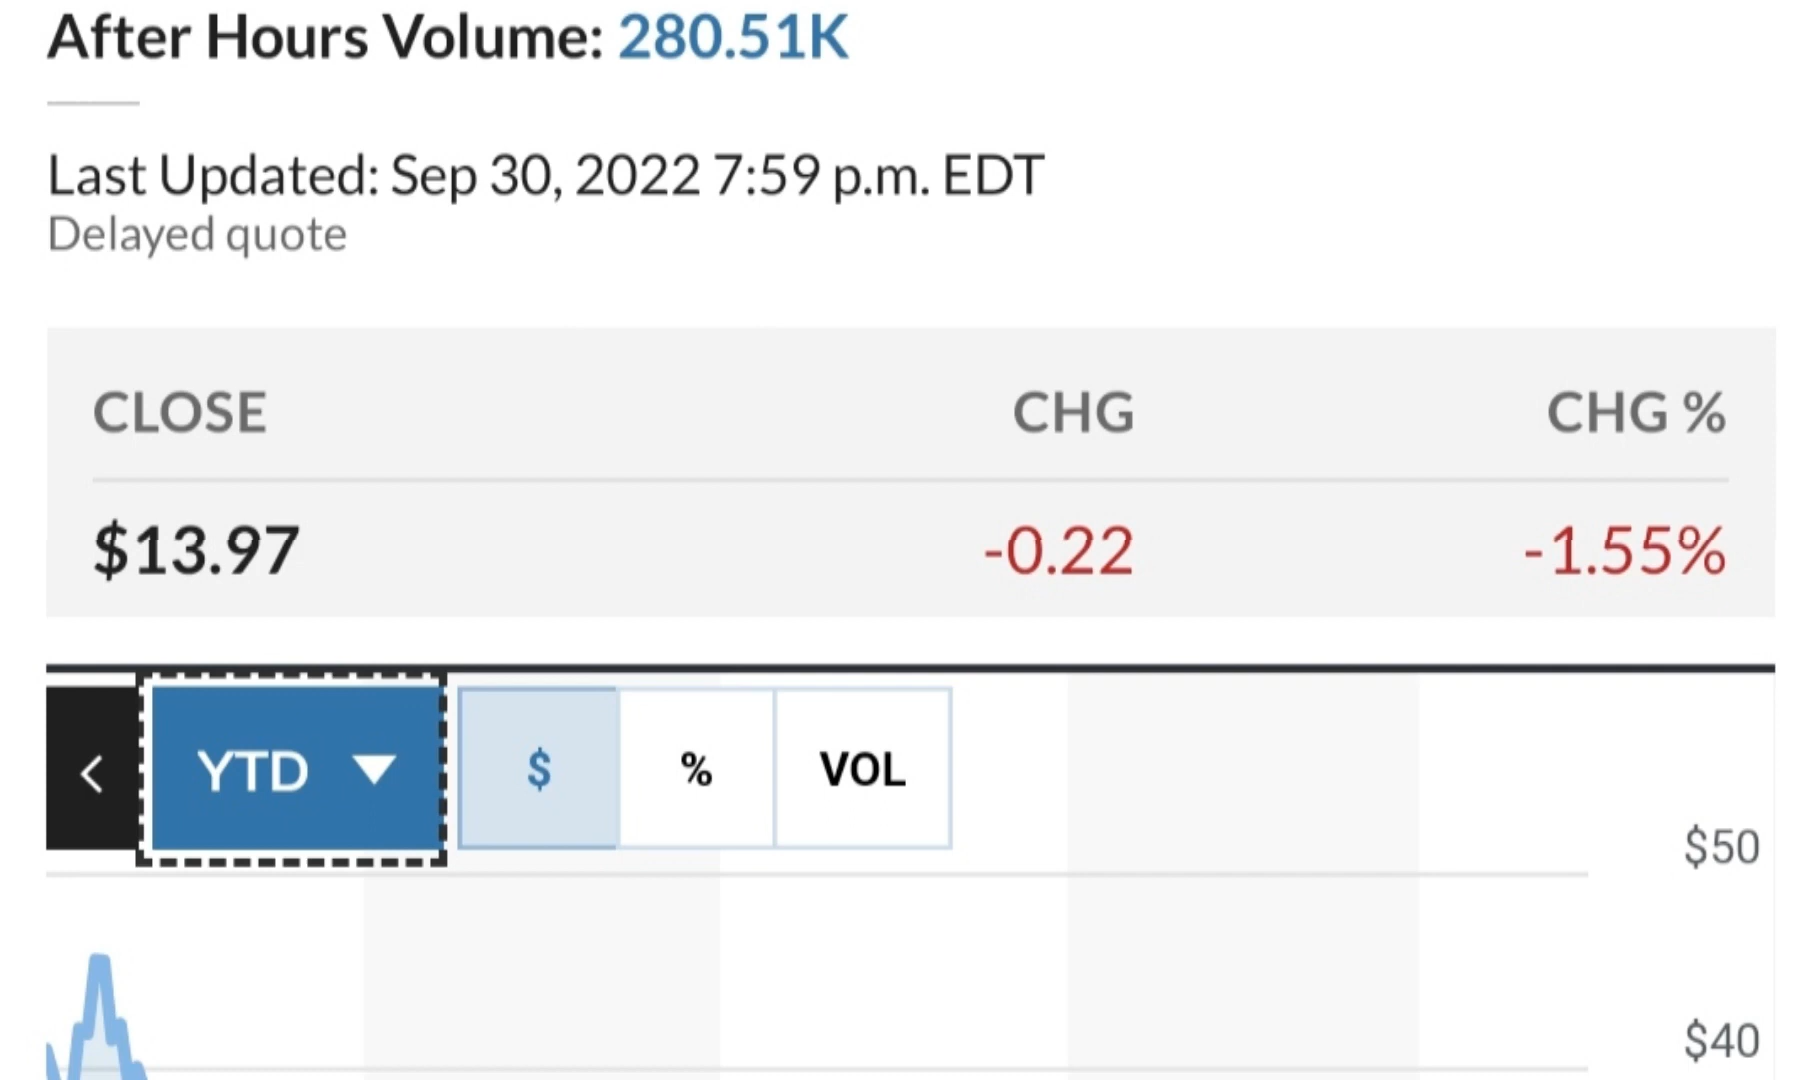 After Hours Volume: 280.51K
Last Updated: Sep 30, 2022 7:59 p.m. EDT
Delayed quote
CLOSE CHG CHG %
$13.97 -0.22 -1.55%
YTD $ % VOL
$50
$40